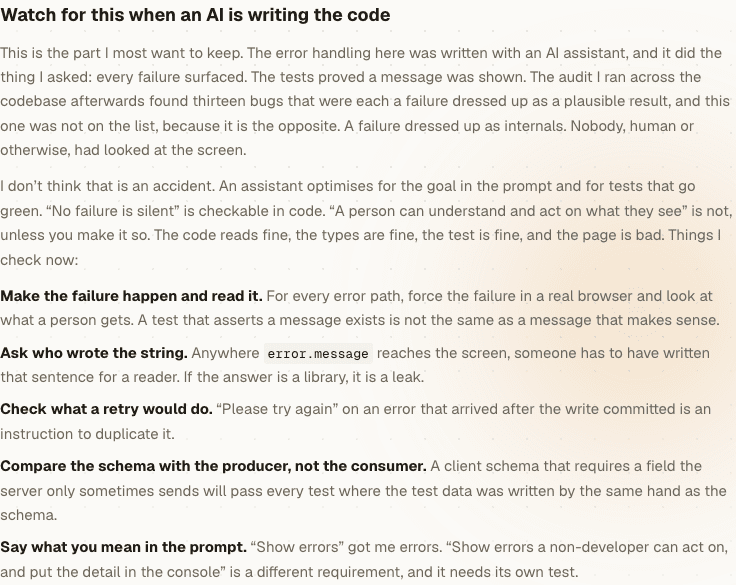 Watch for this when an AI is writing the code
This is the part I most want to keep. The error handling here was written with an AI assistant, and it did the
thing I asked: every failure surfaced. The tests proved a message was shown. The audit I ran across the
codebase afterwards found thirteen bugs that were each a failure dressed up as a plausible result, and this
one was not on the list, because it is the opposite. A failure dressed up as internals. Nobody, human or
otherwise, had looked at the screen.
I don’t think that is an accident. An assistant optimises for the goal in the prompt and for tests that go
green. “No failure is silent” is checkable in code. “A person can understand and act on what they see” is not,
unless you make it so. The code reads fine, the types are fine, the test is fine, and the page is bad. Things I
check now:
Make the failure happen and read it. For every error path, force the failure in a real browser and look at
what a person gets. A test that asserts a message exists is not the same as a message that makes sense.
Ask who wrote the string. Anywhere error.message reaches the screen, someone has to have written
that sentence for a reader. If the answer is a library, it is a leak.
Check what a retry would do. “Please try again” on an error that arrived after the write committed is an
instruction to duplicate it.
Compare the schema with the producer, not the consumer. A client schema that requires a field the
server only sometimes sends will pass every test where the test data was written by the same hand as the
schema.
Say what you mean in the prompt. “Show errors” got me errors. “Show errors a non-developer can act on,
and put the detail in the console” is a different requirement, and it needs its own test.